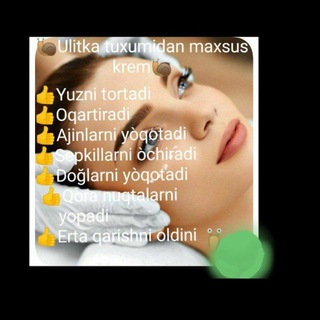 🐌Ulitka tuxumidan maxsus
krem🐌
👍Yuzni tortadi
👍Oqartiradi
👍Ajinlarni yòqotadi
👍Sepkillarni òchiradi
👍Doğlarni yòqotadi
👍Qora nuqtalarni
yopadi
👍Erta qarishni oldini